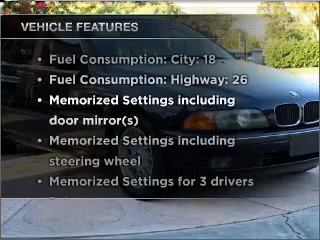 VEHICLE FEATURES
• Fuel Consumption: City: 18
• Fuel Consumption: Highway: 26
• Memorized Settings including
door mirror(s)
• Memorized Settings including
steering wheel
• Memorized Settings for 3 drivers